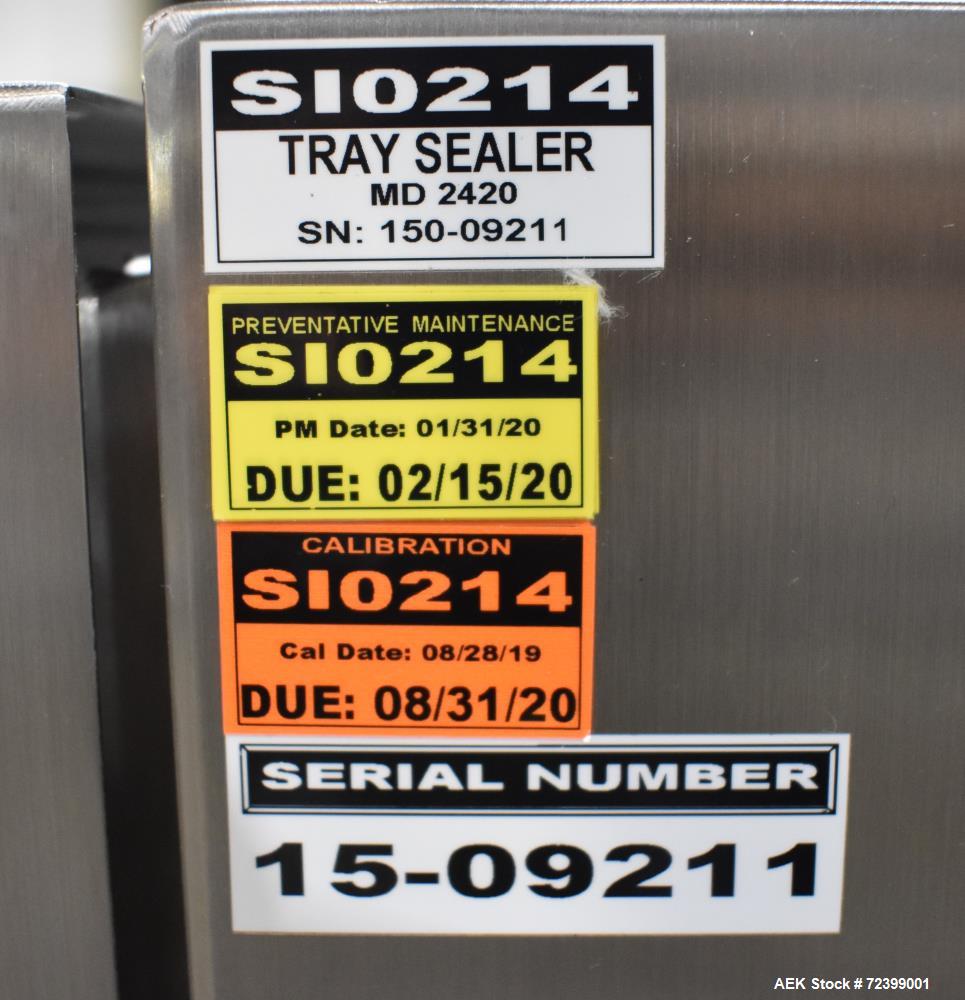 SI0214
TRAY SEALER
MD 2420
SN: 150-09211
PREVENTATIVE MAINTENANCE
SI0214
PM Date: 01/31/20
DUE: 02/15/20
CALIBRATION
SI0214
Cal Date: 08/28/19
DUE: 08/31/20
SERIAL NUMBER
15-09211
AEK Stock # 72399001